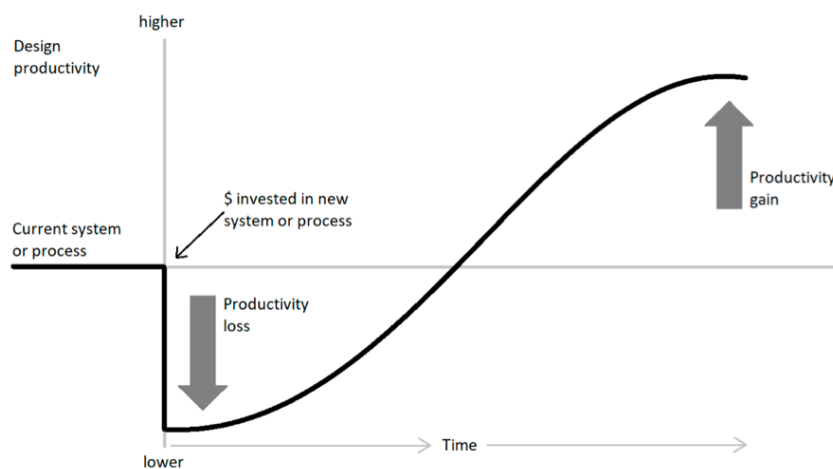 higher
Design
productivity
$ invested in new
system or process
Productivity
gain
Current system
or process
Productivity
loss
Time
lower